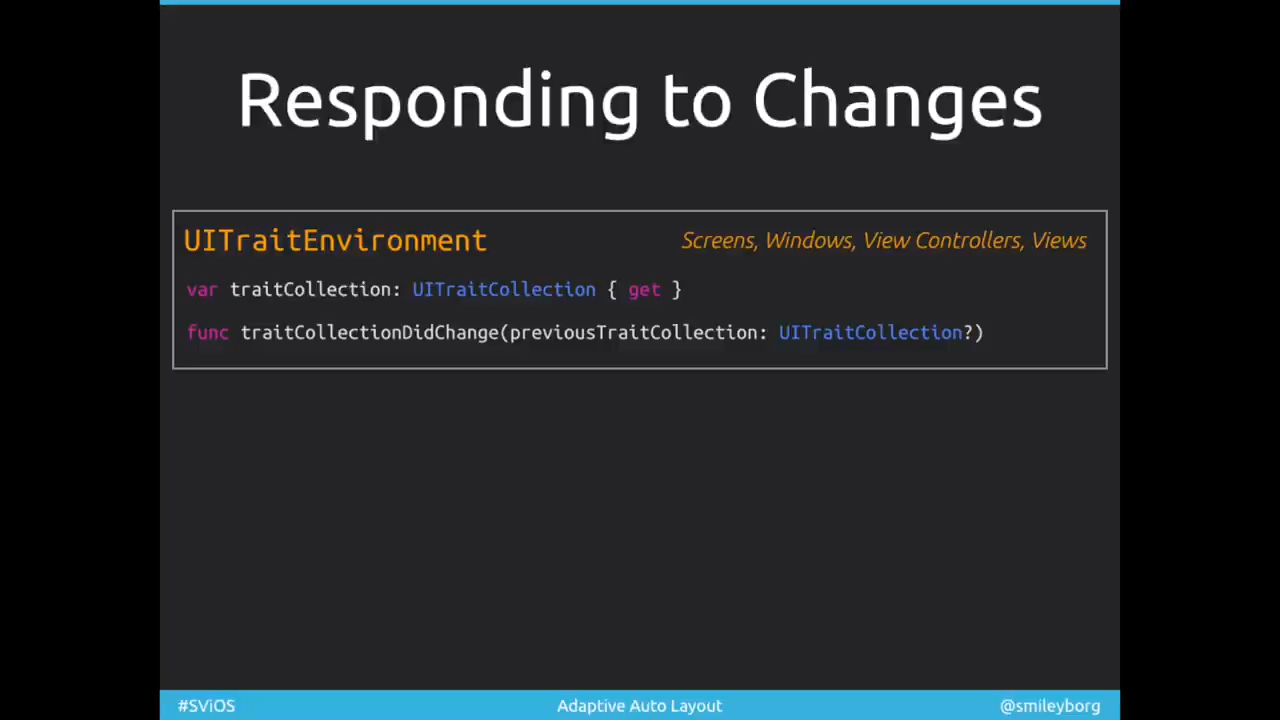 Responding to Changes
UITraitEnvironment
Screens, Windows, View Controllers, Views
var traitCollection: UITraitCollection { get }
func traitCollectionDidChange(previousTraitCollection: UITraitCollection?)
#SViOS
Adaptive Auto Layout
@smileyborg